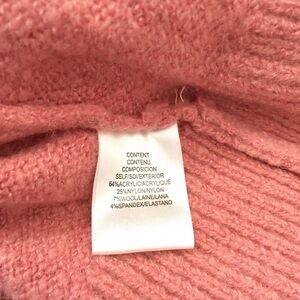 CONTENT
CONTENU
COMPOSICION
SELF/SOI/EXTERIOR
64%ACRYLIC/ACRYLIQUE
25%NYLON/NYLON
7%WOOL/LAINE/LANA
4%SPANDEX/ELASTANO